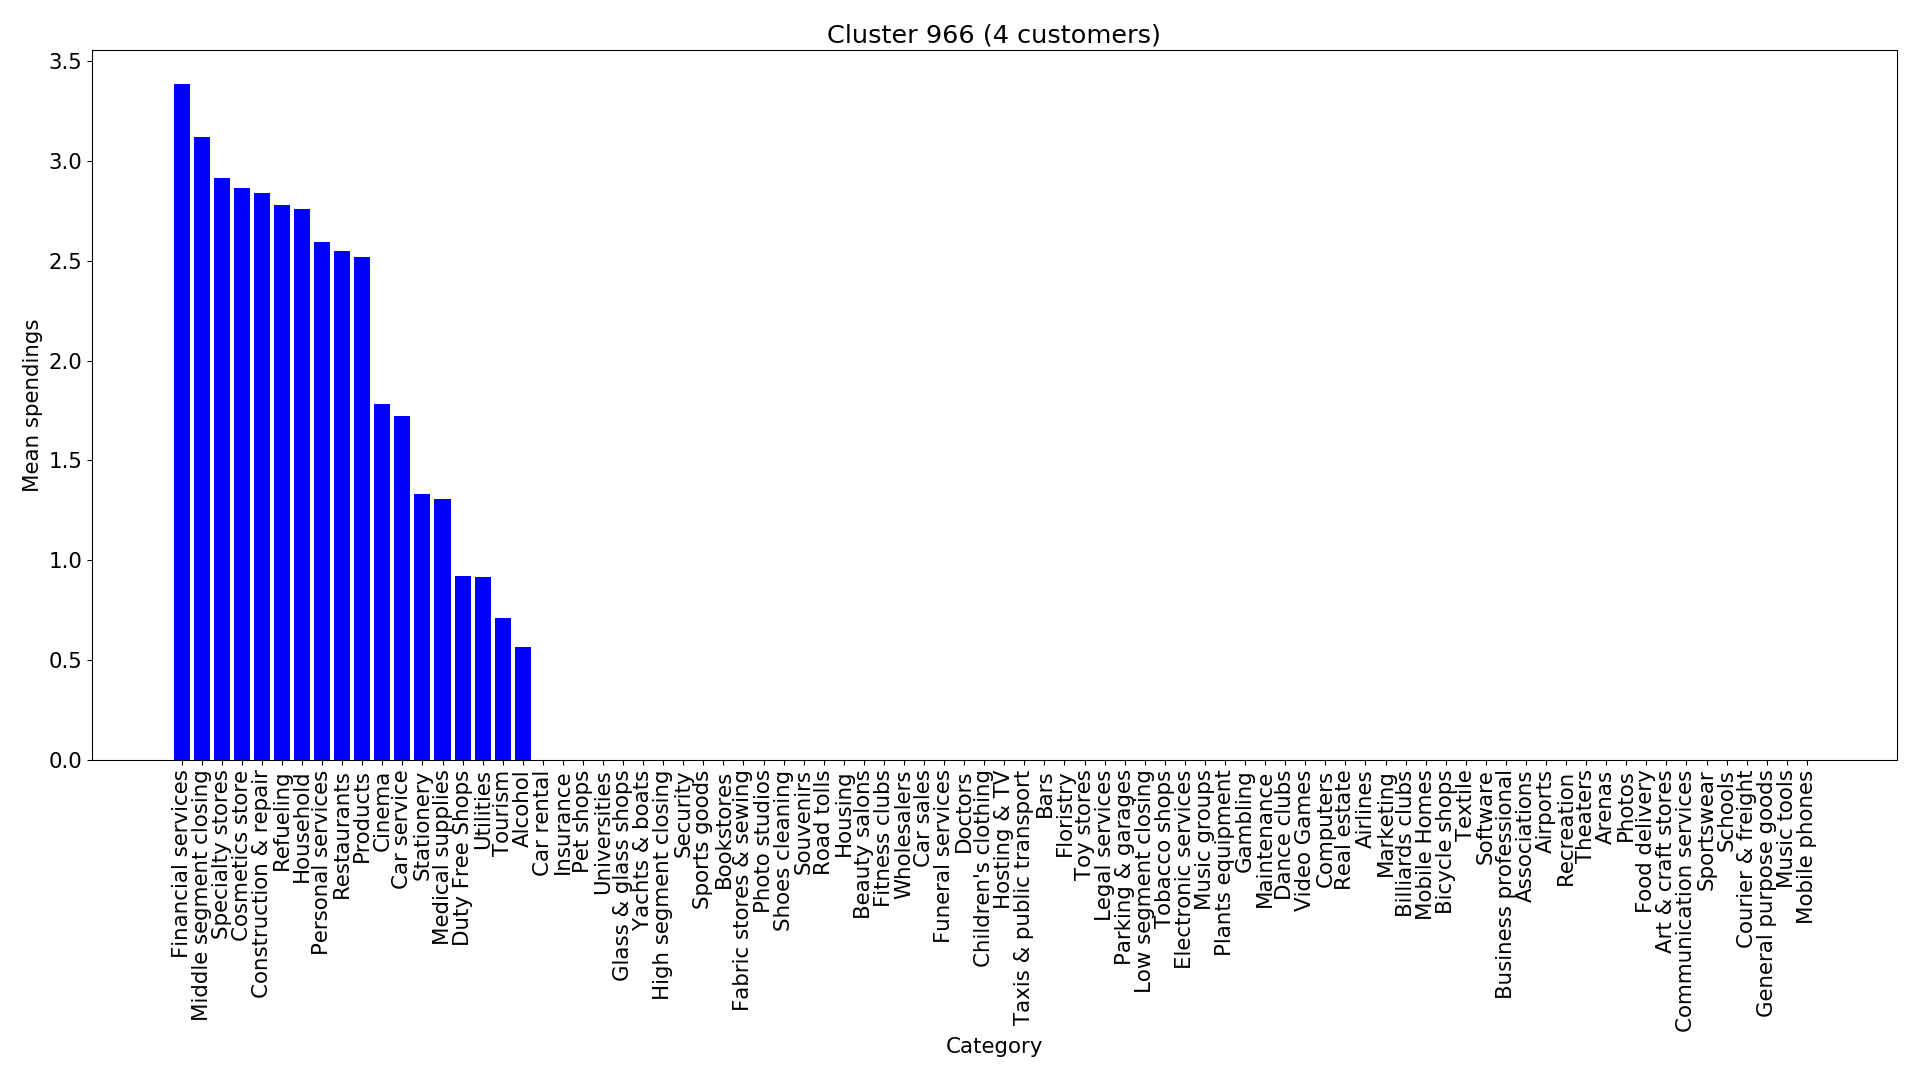 Cluster 966 (4 customers)
3.5
3.0
2.5
2.0
1.5
1.0
0.5
0.0
Mean spendings
Financial services
Middle segment closing
Specialty stores
Cosmetics store
Construction & repair
Refueling
Household
Personal services
Restaurants
Products
Cinema
Car service
Stationery
Medical supplies
Duty Free Shops
Utilities
Tourism
Alcohol
Car rental
Insurance
Pet shops
Universities
Glass & glass shops
Yachts & boats
High segment closing
Security
Sports goods
Bookstores
Fabric stores & sewing
Photo studios
Shoes cleaning
Souvenirs
Road tolls
Housing
Beauty salons
Fitness clubs
Wholesalers
Car sales
Funeral services
Doctors
Children's clothing
Hosting & TV
Taxis & public transport
Bars
Floristry
Toy stores
Legal services
Parking & garages
Low segment closing
Tobacco shops
Electronic services
Music groups
Plants equipment
Gambling
Maintenance
Dance clubs
Video Games
Computers
Real estate
Airlines
Marketing
Billiards clubs
Mobile Homes
Bicycle shops
Textile
Software
Business professional
Associations
Airports
Recreation
Theaters
Arenas
Photos
Food delivery
Art & craft stores
Communication services
Sportswear
Schools
Courier & freight
General purpose goods
Music tools
Mobile phones
Category